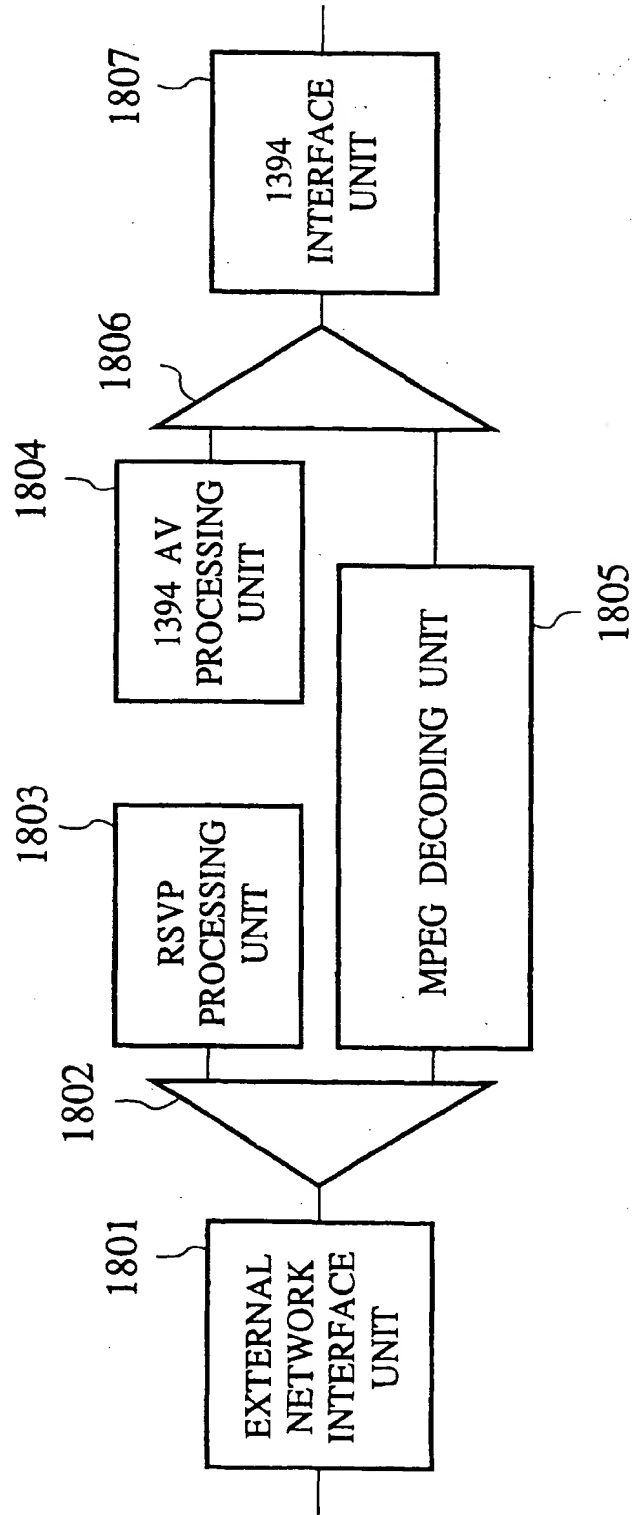 1801
EXTERNAL
NETWORK
INTERFACE
UNIT
1802
1803
RSVP
PROCESSING
UNIT
1804
1394 AV
PROCESSING
UNIT
MPEG DECODING UNIT
1805
1806
1807
1394
INTERFACE
UNIT